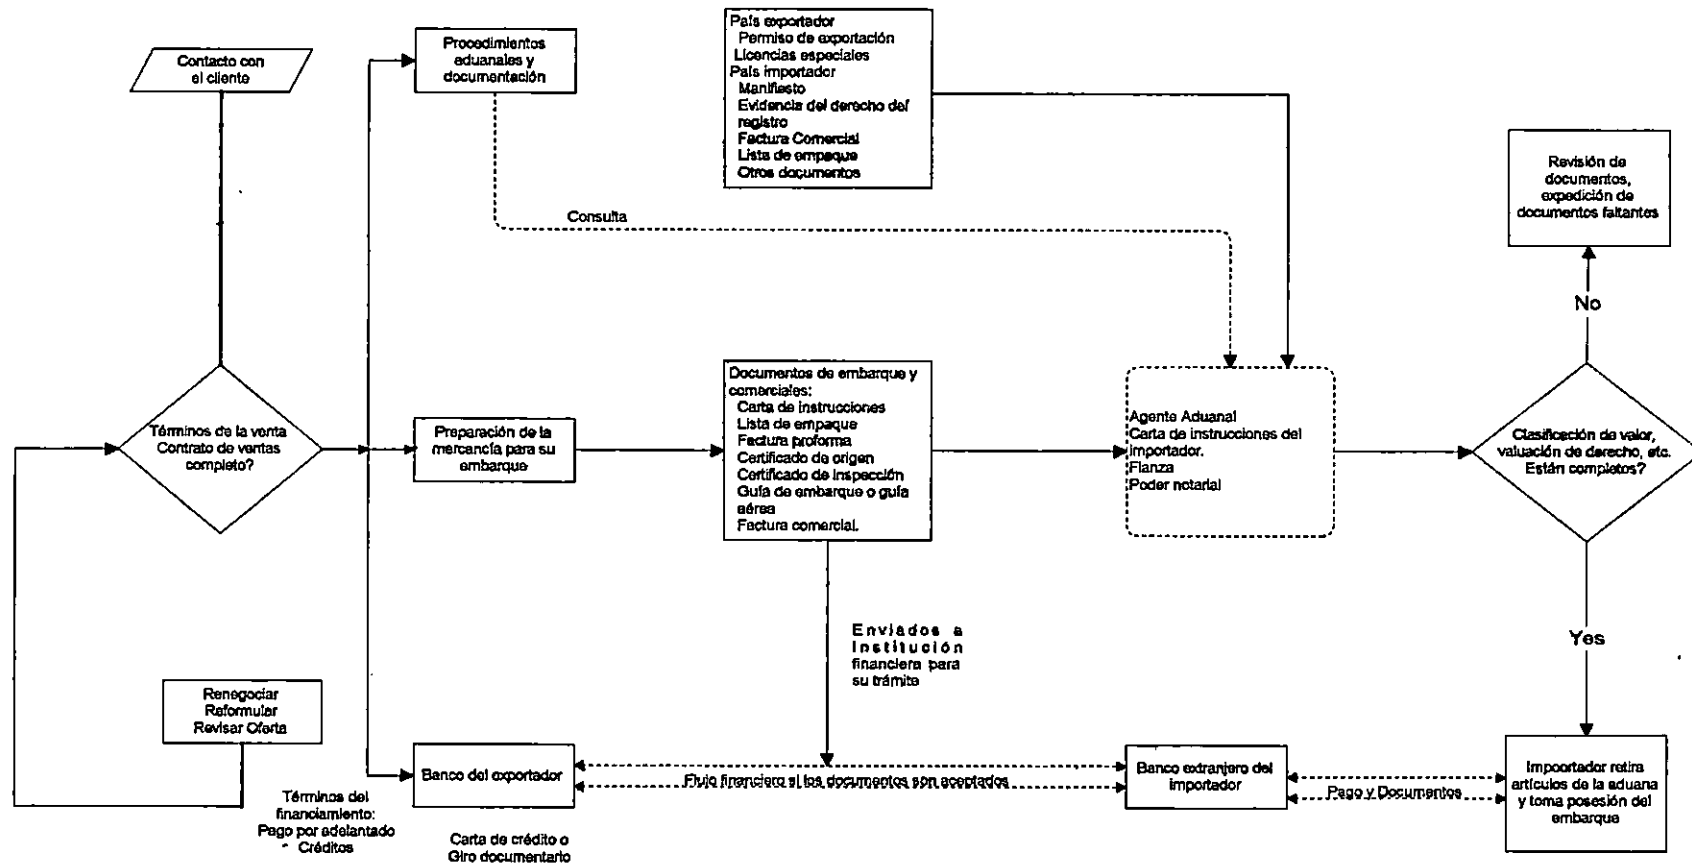 Contacto con
el cliente
Procedimientos
aduanales y
documentación
País exportador
Permiso de exportación
Licencias especiales
País importador
Manifiesto
Evidencia del derecho del
registro
Factura Comercial
Lista de empaque
Otros documentos
Revisión de
documentos,
expedición de
documentos faltantes
Consulta
No
Términos de la venta
Contrato de ventas
completo?
Preparación de la
mercancía para su
embarque
Documentos de embarque y
comerciales:
Carta de instrucciones
Lista de empaque
Factura proforma
Certificado de origen
Certificado de inspección
Guía de embarque o guía
aérea
Factura comercial.
Agente Aduanal
Carta de instrucciones del
importador.
Fianza
Poder notarial
Clasificación de valor,
valuación de derecho, etc.
Están completos?
Enviados a
Institución
financiera para
su trámite
Yes
Renegociar
Reformular
Revisar Oferta
Banco del exportador
Flujo financiero si los documentos son aceptados
Banco extranjero del
importador
Pago y Documentos
Impoortador retira
artículos de la aduana
y toma posesión del
embarque
Términos del
financiamiento:
Pago por adelantado
Créditos
Carta de crédito o
Giro documentario